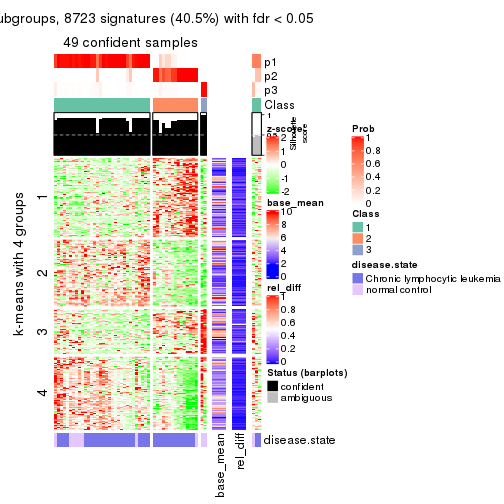 ubgroups, 8723 signatures (40.5%) with fdr < 0.05
49 confident samples
p1
p2
p3
Class
1
Silhouette
score
z-score
2
1
0
-1
-2
base_mean
10
8
6
4
2
0
rel_diff
1
0.8
0.6
0.4
0.2
0
Status (barplots)
confident
ambiguous
Prob
1
0.8
0.6
0.4
0.2
0
Class
1
2
3
disease.state
Chronic lymphocytic leukemia
normal control
k-means with 4 groups
1
2
3
4
disease.state
base_mean
rel_diff